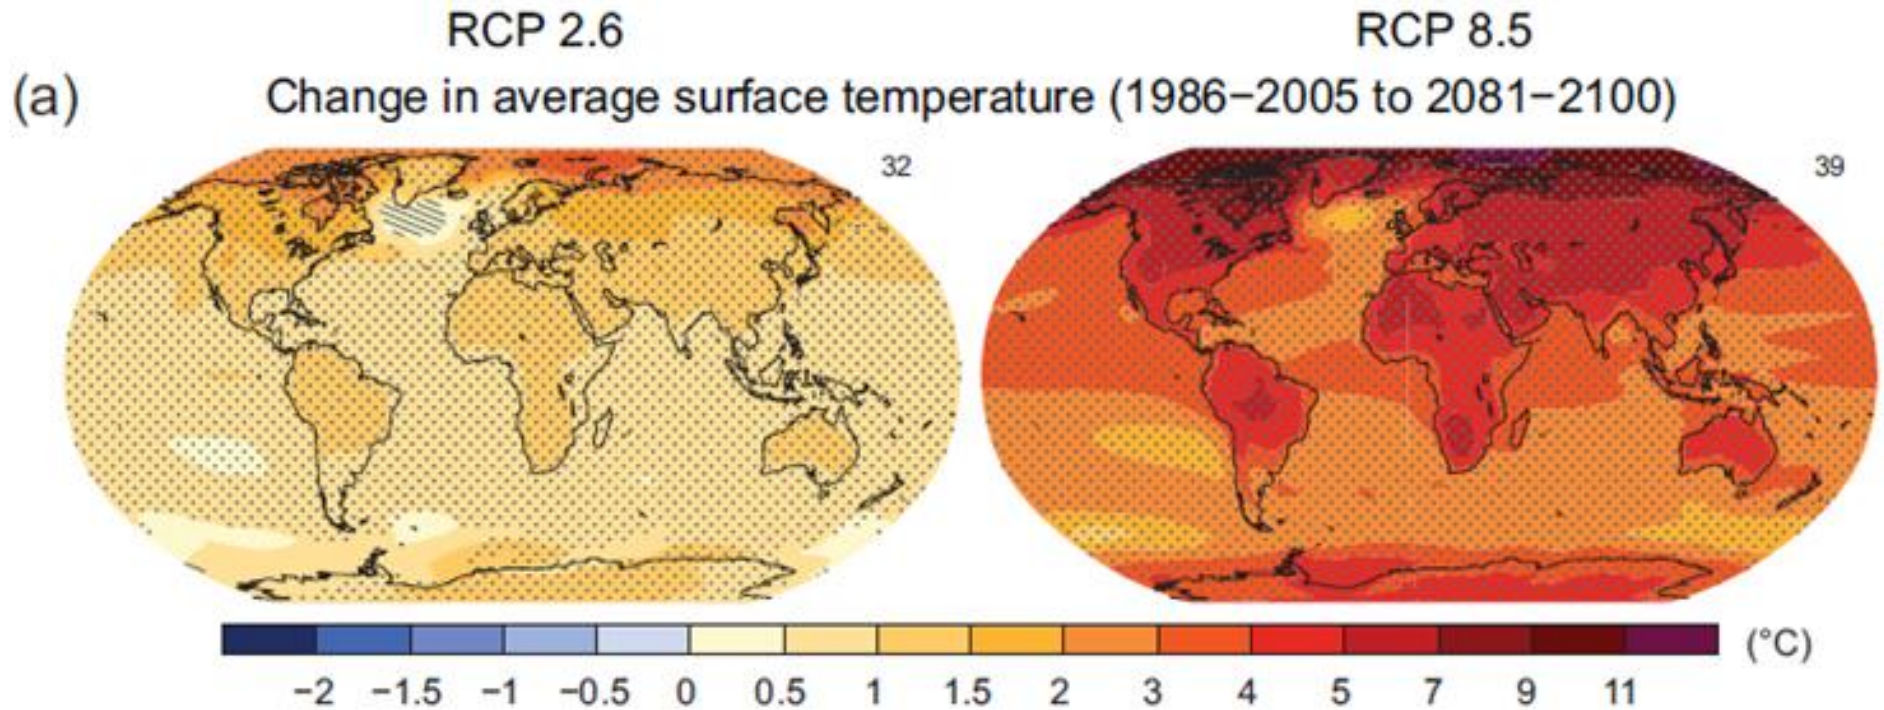 RCP 2.6 RCP 8.5
(a) Change in average surface temperature (1986−2005 to 2081−2100)
32 39
(°C)
−2 −1.5 −1 −0.5 0 0.5 1 1.5 2 3 4 5 7 9 11